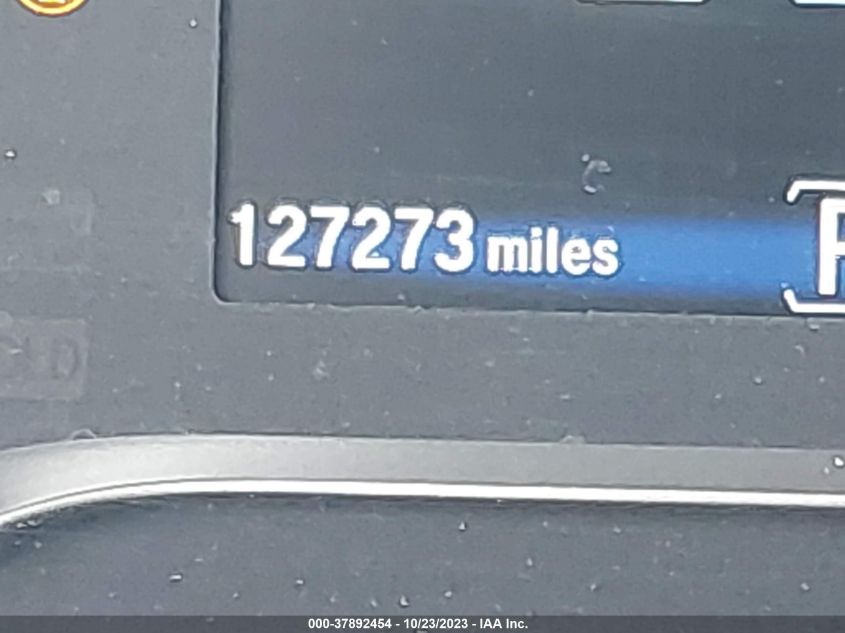 127273 miles
P
000-37892454 - 10/23/2023 - IAA Inc.